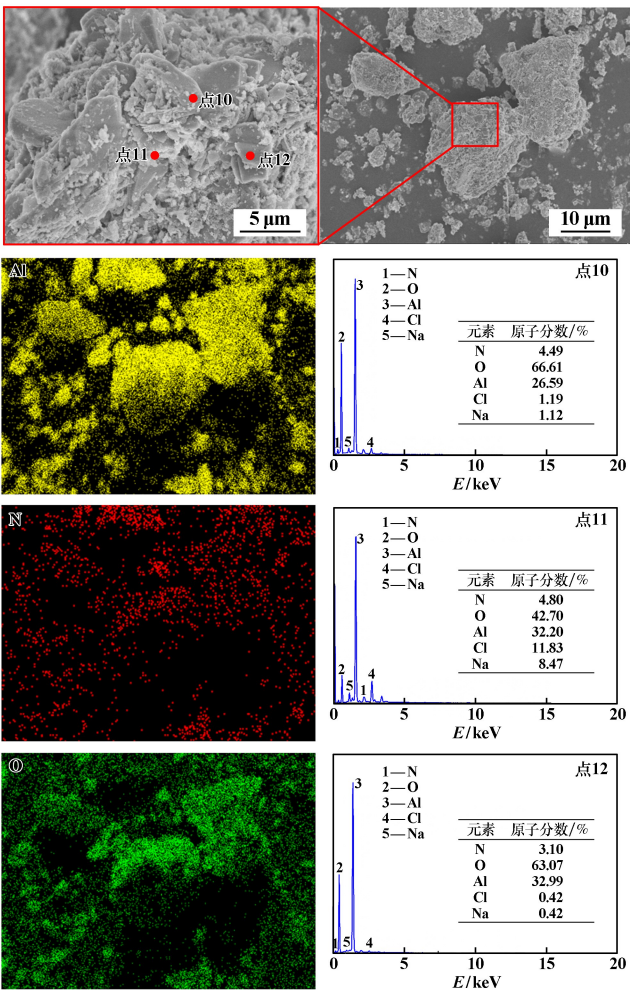 点10
点11
点12
5 μm
10 μm
Al
点10
1—N
2—O
3—Al
4—Cl
5—Na
3
2
1
5
4
元素 原子分数/%
N 4.49
O 66.61
Al 26.59
Cl 1.19
Na 1.12
0 5 10 15 20
E/keV
N
点11
1—N
2—O
3—Al
4—Cl
5—Na
3
2
5
1
4
元素 原子分数/%
N 4.80
O 42.70
Al 32.20
Cl 11.83
Na 8.47
0 5 10 15 20
E/keV
O
点12
1—N
2—O
3—Al
4—Cl
5—Na
3
2
1
5
4
元素 原子分数/%
N 3.10
O 63.07
Al 32.99
Cl 0.42
Na 0.42
0 5 10 15 20
E/keV